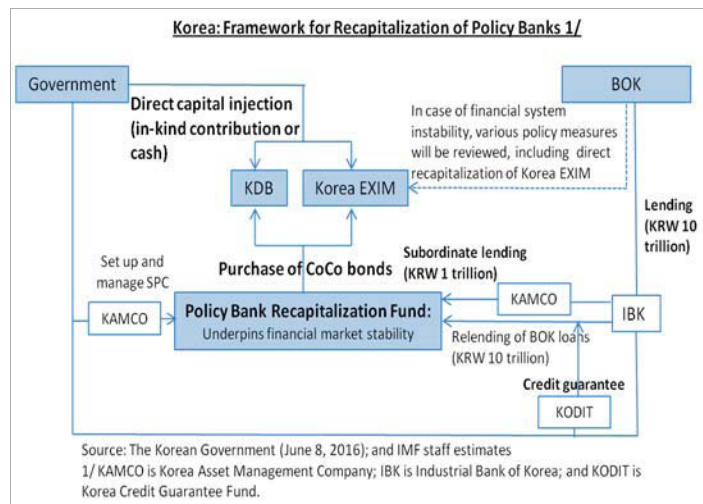 Korea: Framework for Recapitalization of Policy Banks 1/
Government
BOK
Direct capital injection
(in-kind contribution or
cash)
In case of financial system
instability, various policy measures
will be reviewed, including direct
recapitalization of Korea EXIM
KDB
Korea EXIM
Lending
(KRW 10
trillion)
Set up and
manage SPC
Purchase of CoCo bonds
Subordinate lending
(KRW 1 trillion)
KAMCO
Policy Bank Recapitalization Fund:
Underpins financial market stability
KAMCO
IBK
Relending of BOK loans
(KRW 10 trillion)
Credit guarantee
KODIT
Source: The Korean Government (June 8, 2016); and IMF staff estimates
1/ KAMCO is Korea Asset Management Company; IBK is Industrial Bank of Korea; and KODIT is
Korea Credit Guarantee Fund.